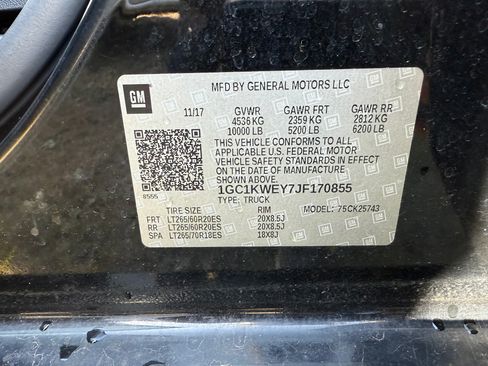 MFD BY GENERAL MOTORS LLC
GM
11/17 GVWR GAWR FRT GAWR RR
4536 KG 2359 KG 2812 KG
10000 LB 5200 LB 6200 LB
THIS VEHICLE CONFORMS TO ALL
APPLICABLE U.S. FEDERAL MOTOR
VEHICLE SAFETY STANDARDS IN EFFECT
ON THE DATE OF MANUFACTURE
SHOWN ABOVE.
8555
1GC1KWEY7JF170855
TYPE: TRUCK
MODEL: 75CK25743
TIRE SIZE RIM
FRT LT265/60R20ES 20X8.5J
RR LT265/60R20ES 20X8.5J
SPA LT265/70R18ES 18X8J